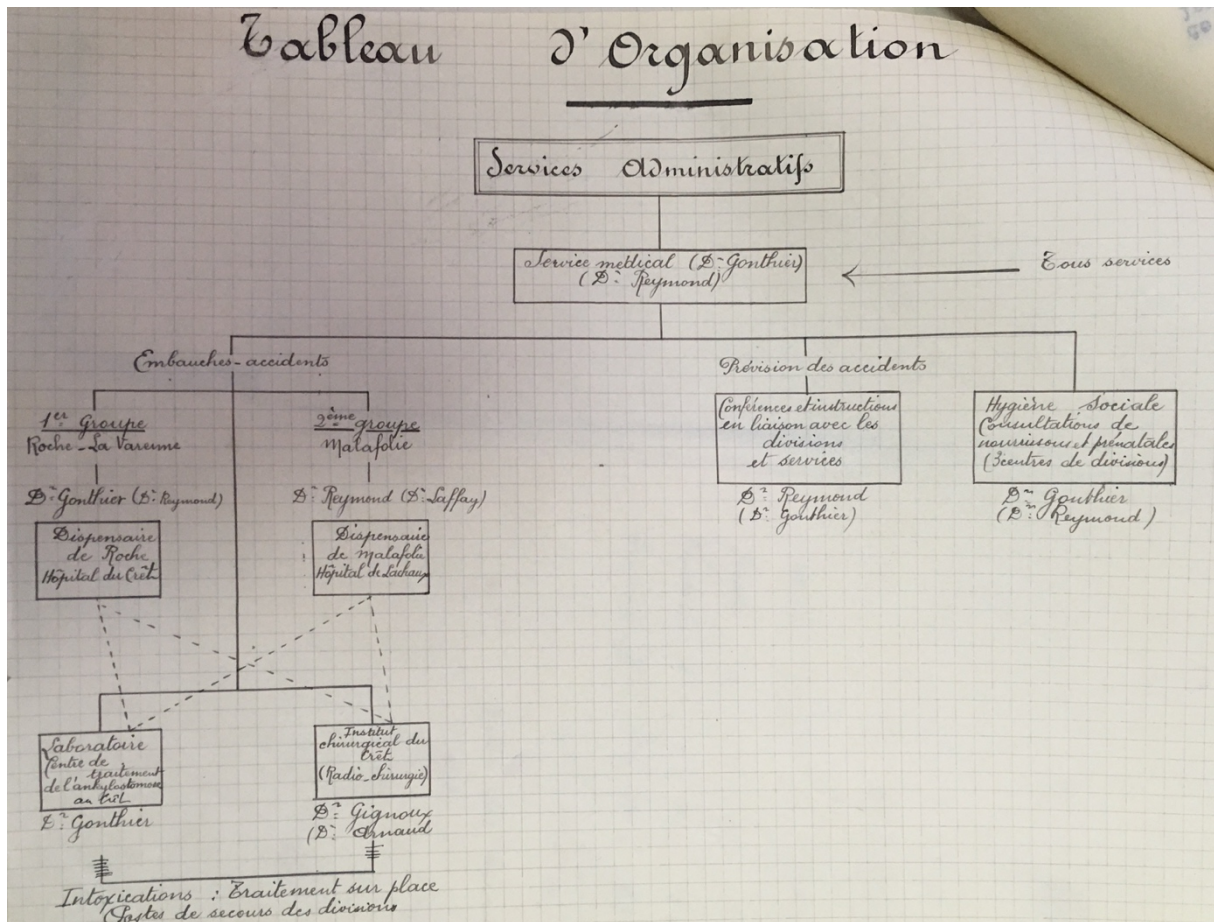 Tableau d'Organisation
Services Administratifs
Service médical (Dr Gonthier)
(Dr Reymond)
Tous services
Embauches-accidents
1er Groupe
Roche-La Varenne
Dr Gonthier (Dr Reymond)
Dispensaire
de Roche
Hôpital du Crêt
2ème groupe
Malafolie
Dr Reymond (Dr Laffay)
Dispensaire
de Malafolie
Hôpital de Lachaux
Prévision des accidents
Conférences et instructions
en liaison avec les
divisions
et services
Dr Reymond
(Dr Gonthier)
Hygiène Sociale
Consultations de
nourrissons et prénatales
(3 centres de divisions)
Dr Gonthier
(Dr Reymond)
Laboratoire
Centre de
traitement
de l'ankylostomose
au Crêt
Dr Gonthier
Institut
chirurgical du
Crêt
(Radio-chirurgie)
Dr Gignoux
(Dr Arnaud
Intoxications : Traitement sur place
(Postes de secours des divisions